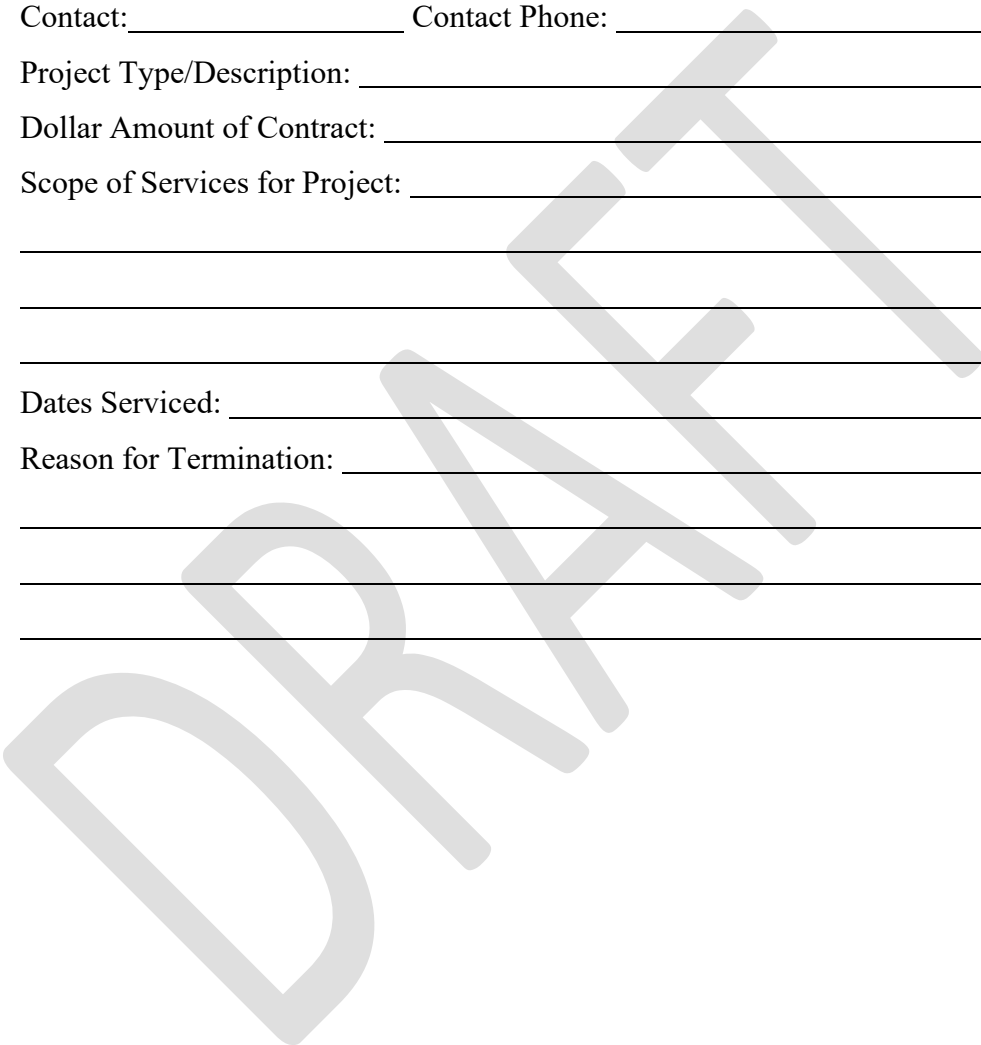 Contact: Contact Phone:
Project Type/Description:
Dollar Amount of Contract:
Scope of Services for Project:
Dates Serviced:
Reason for Termination:
DRAFT